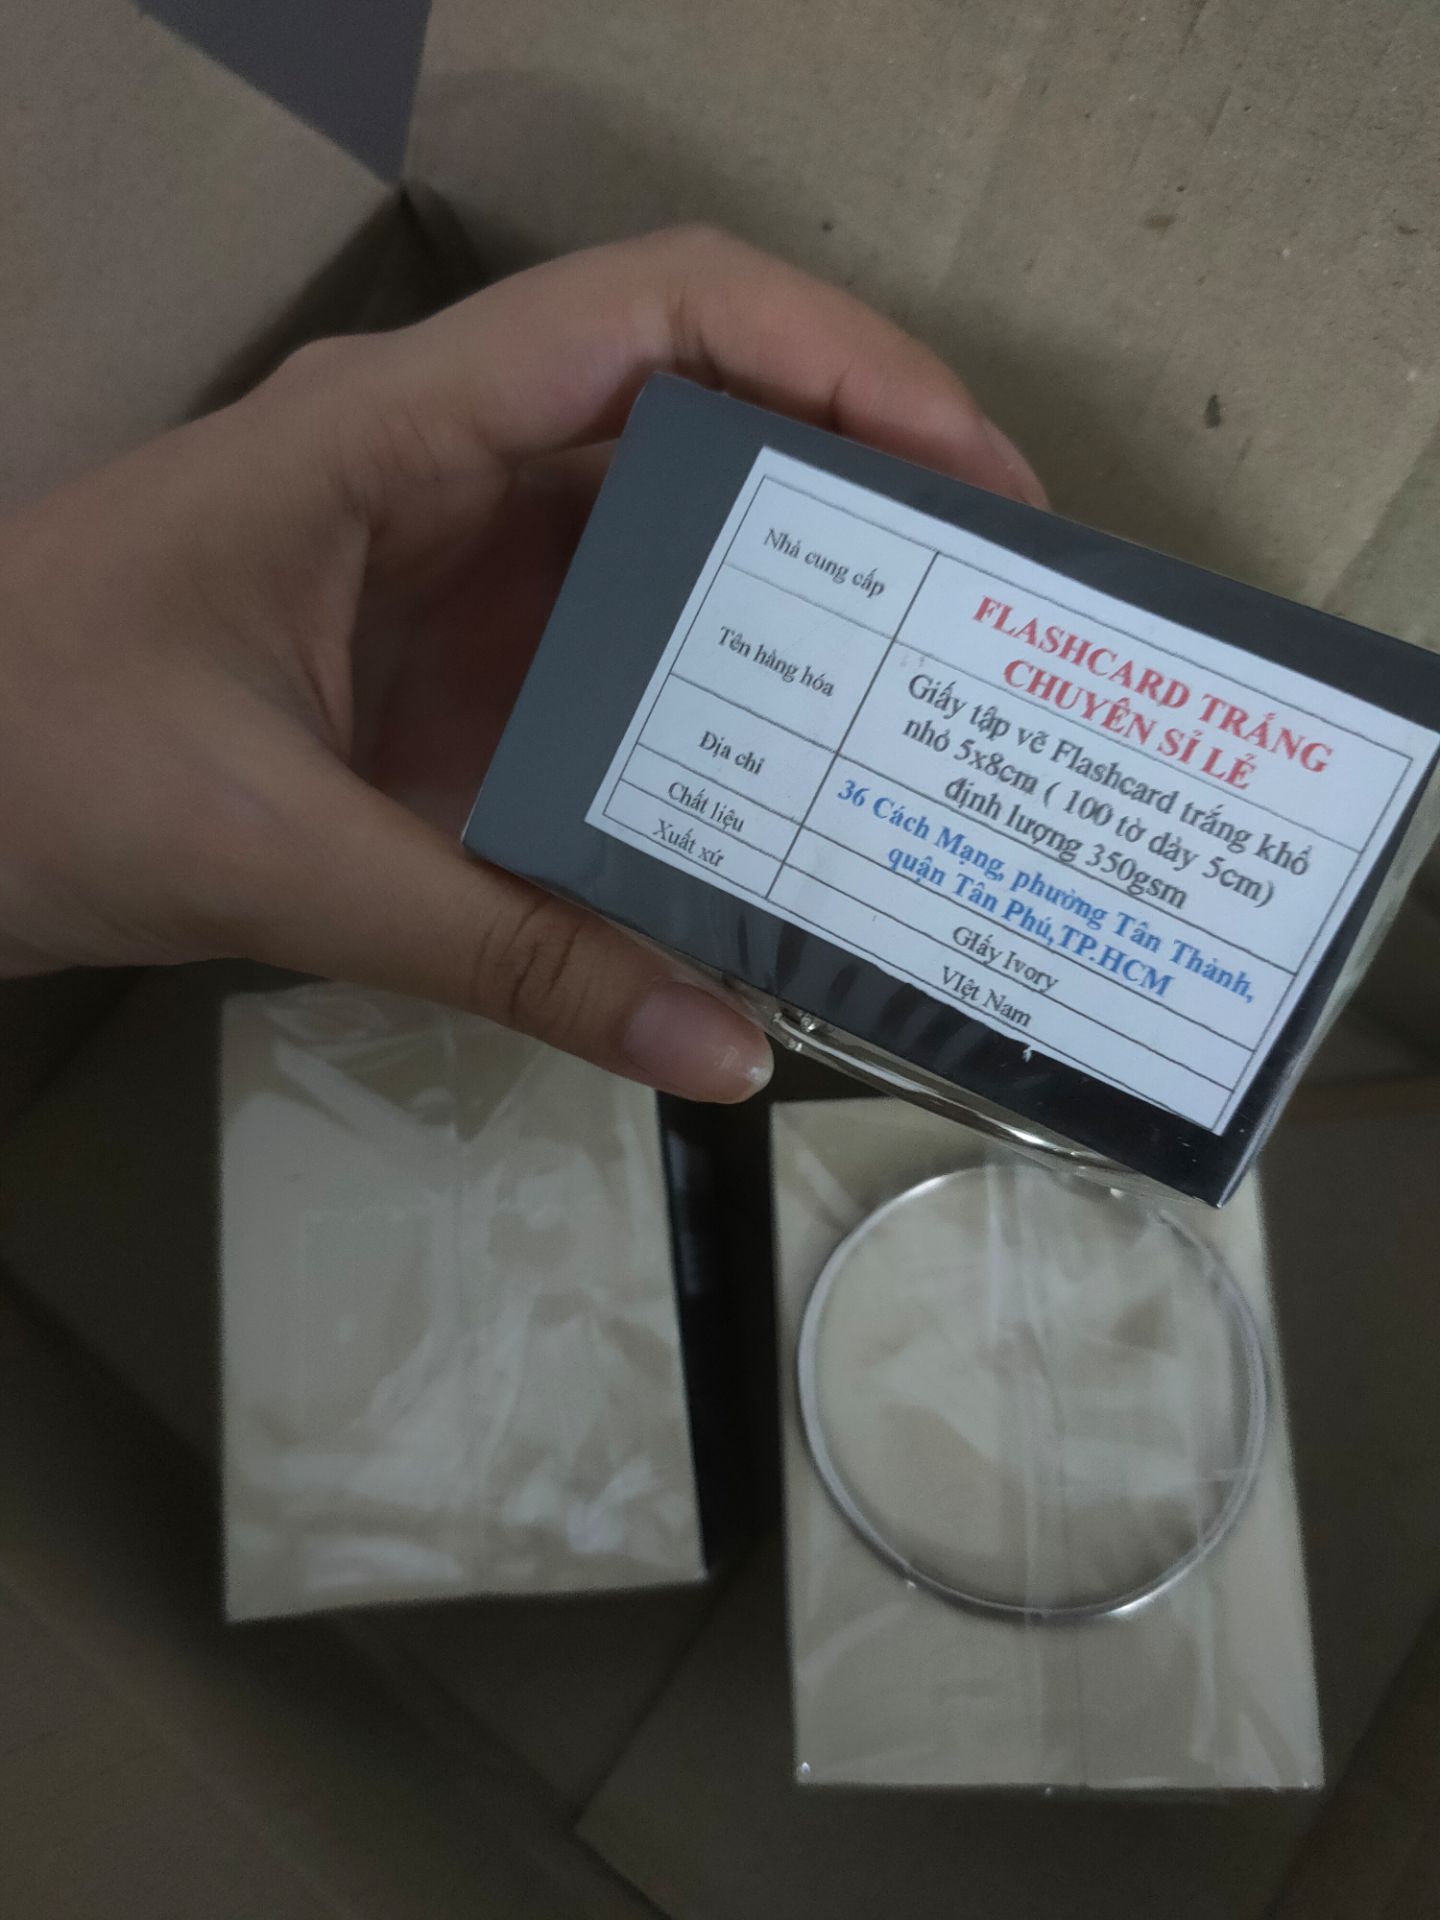 Nhà cung cấp
FLASHCARD TRẮNG
CHUYÊN SỈ LẺ
Tên hàng hóa
Giấy tập vẽ Flashcard trắng khổ
nhỏ 5x8cm ( 100 tờ dày 5cm)
định lượng 350gsm
Địa chỉ
36 Cách Mạng, phường Tân Thành,
quận Tân Phú,TP.HCM
Chất liệu
GIấy Ivory
Xuất xứ
VIệt Nam